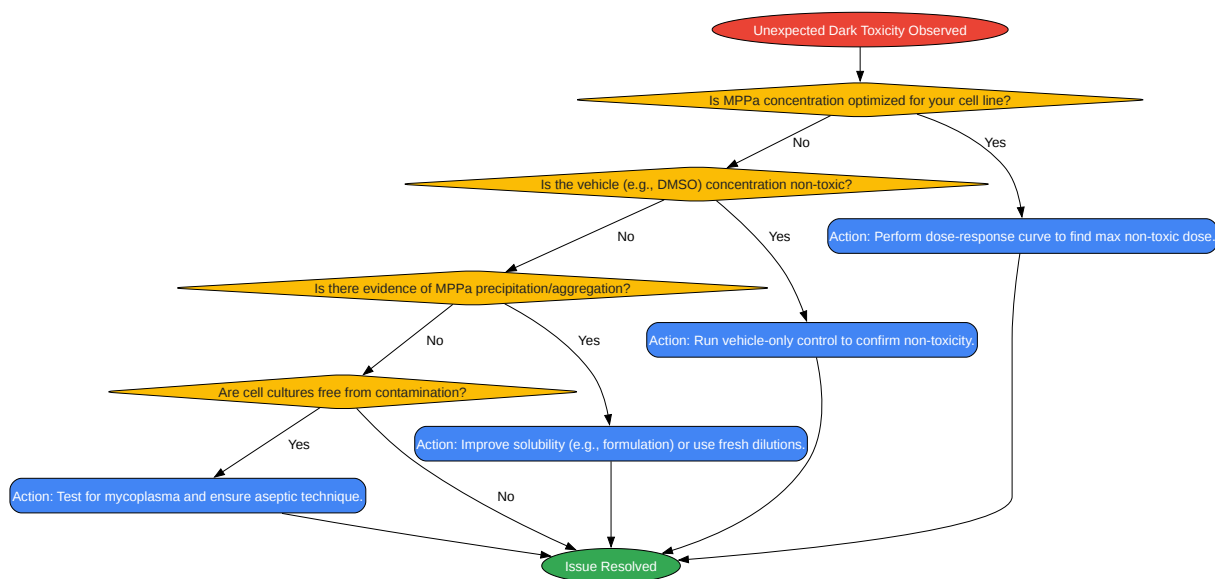 Unexpected Dark Toxicity Observed
Is MPPa concentration optimized for your cell line?
No
Yes
Is the vehicle (e.g., DMSO) concentration non-toxic?
Action: Perform dose-response curve to find max non-toxic dose.
No
Yes
Is there evidence of MPPa precipitation/aggregation?
Action: Run vehicle-only control to confirm non-toxicity.
No
Yes
Are cell cultures free from contamination?
Action: Improve solubility (e.g., formulation) or use fresh dilutions.
Yes
No
Action: Test for mycoplasma and ensure aseptic technique.
Issue Resolved